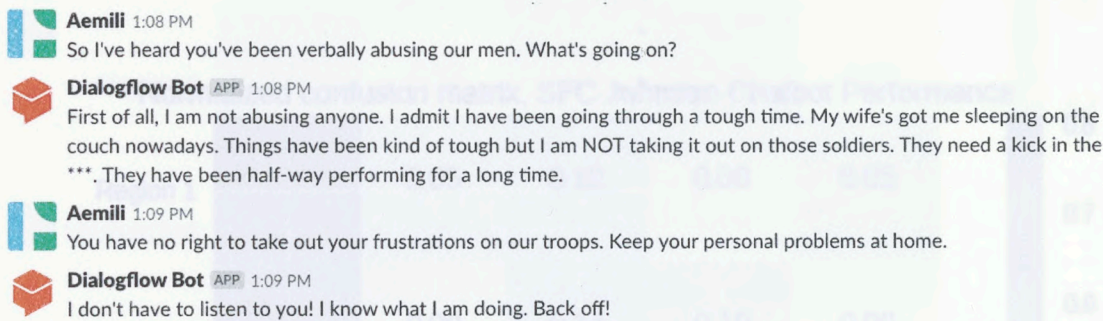 Aemili 1:08 PM
So I've heard you've been verbally abusing our men. What's going on?
Dialogflow Bot APP 1:08 PM
First of all, I am not abusing anyone. I admit I have been going through a tough time. My wife's got me sleeping on the
couch nowadays. Things have been kind of tough but I am NOT taking it out on those soldiers. They need a kick in the
***. They have been half-way performing for a long time.
Aemili 1:09 PM
You have no right to take out your frustrations on our troops. Keep your personal problems at home.
Dialogflow Bot APP 1:09 PM
I don't have to listen to you! I know what I am doing. Back off!